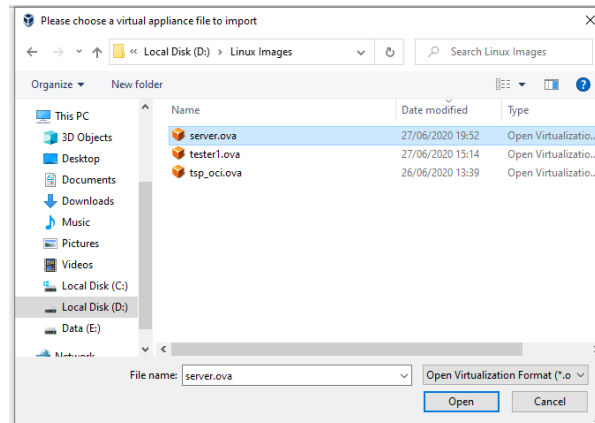 Please choose a virtual appliance file to import
« Local Disk (D:) › Linux Images
Search Linux Images
Organize
New folder
Name Date modified Type
server.ova 27/06/2020 19:52 Open Virtualizatio...
tester1.ova 27/06/2020 15:14 Open Virtualizatio...
tsp_oci.ova 26/06/2020 13:39 Open Virtualizatio...
This PC
3D Objects
Desktop
Documents
Downloads
Music
Pictures
Videos
Local Disk (C:)
Local Disk (D:)
Data (E:)
Network
File name: server.ova
Open Virtualization Format (*.o
Open Cancel